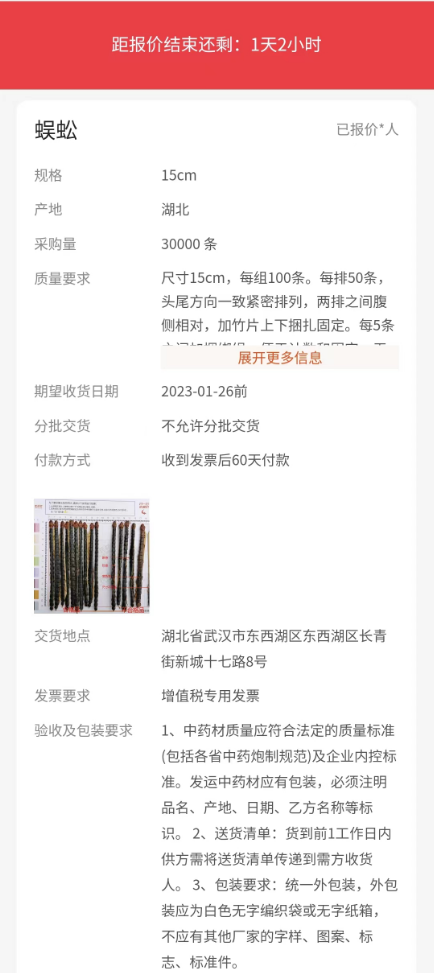 距报价结束还剩：1天2小时
蜈蚣
已报价*人
规格
15cm
产地
湖北
采购量
30000 条
质量要求
尺寸15cm，每组100条。每排50条，
头尾方向一致紧密排列，两排之间腹
侧相对，加竹片上下捆扎固定。每5条
展开更多信息
期望收货日期
2023-01-26前
分批交货
不允许分批交货
付款方式
收到发票后60天付款
交货地点
湖北省武汉市东西湖区东西湖区长青
街新城十七路8号
发票要求
增值税专用发票
验收及包装要求
1、中药材质量应符合法定的质量标准
(包括各省中药炮制规范)及企业内控标
准。发运中药材应有包装，必须注明
品名、产地、日期、乙方名称等标
识。 2、送货清单：货到前1工作日内
供方需将送货清单传递到需方收货
人。 3、包装要求：统一外包装，外包
装应为白色无字编织袋或无字纸箱，
不应有其他厂家的字样、图案、标
志、标准件。